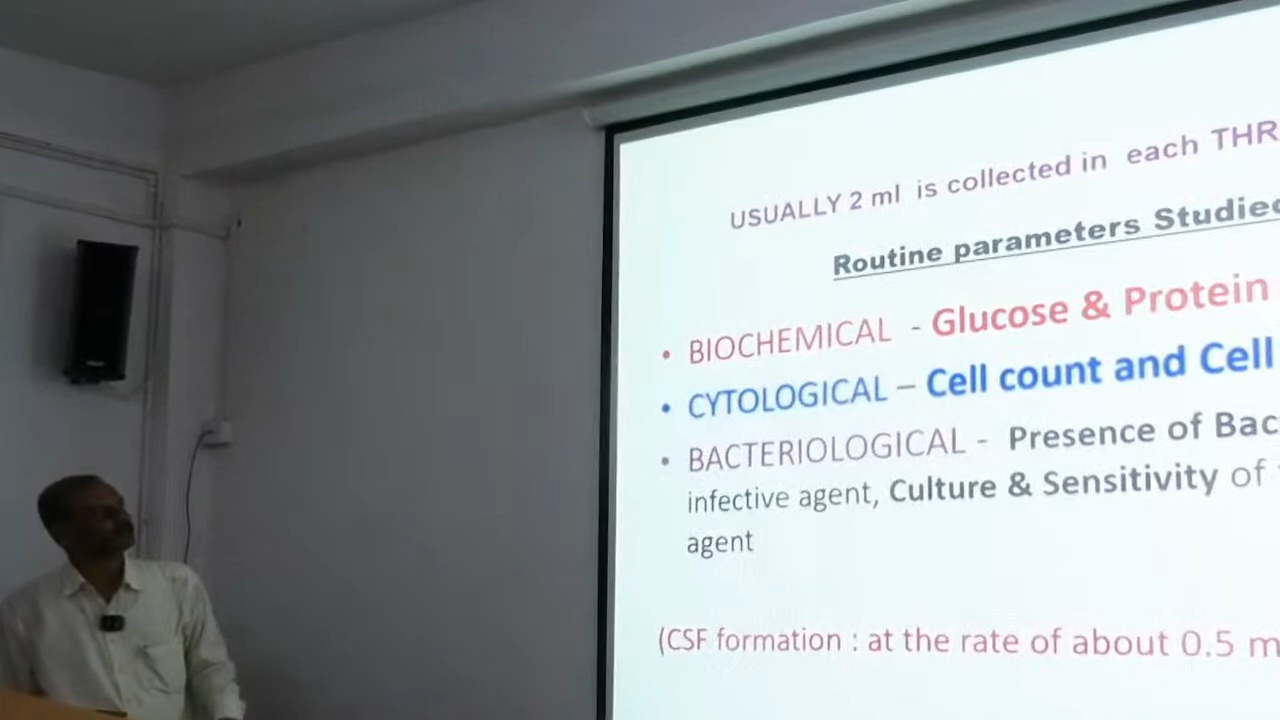 USUALLY 2 ml is collected in each THR
Routine parameters Studied
• BIOCHEMICAL - Glucose & Protein
• CYTOLOGICAL – Cell count and Cell
• BACTERIOLOGICAL - Presence of Bac
infective agent, Culture & Sensitivity of
agent
(CSF formation : at the rate of about 0.5 m